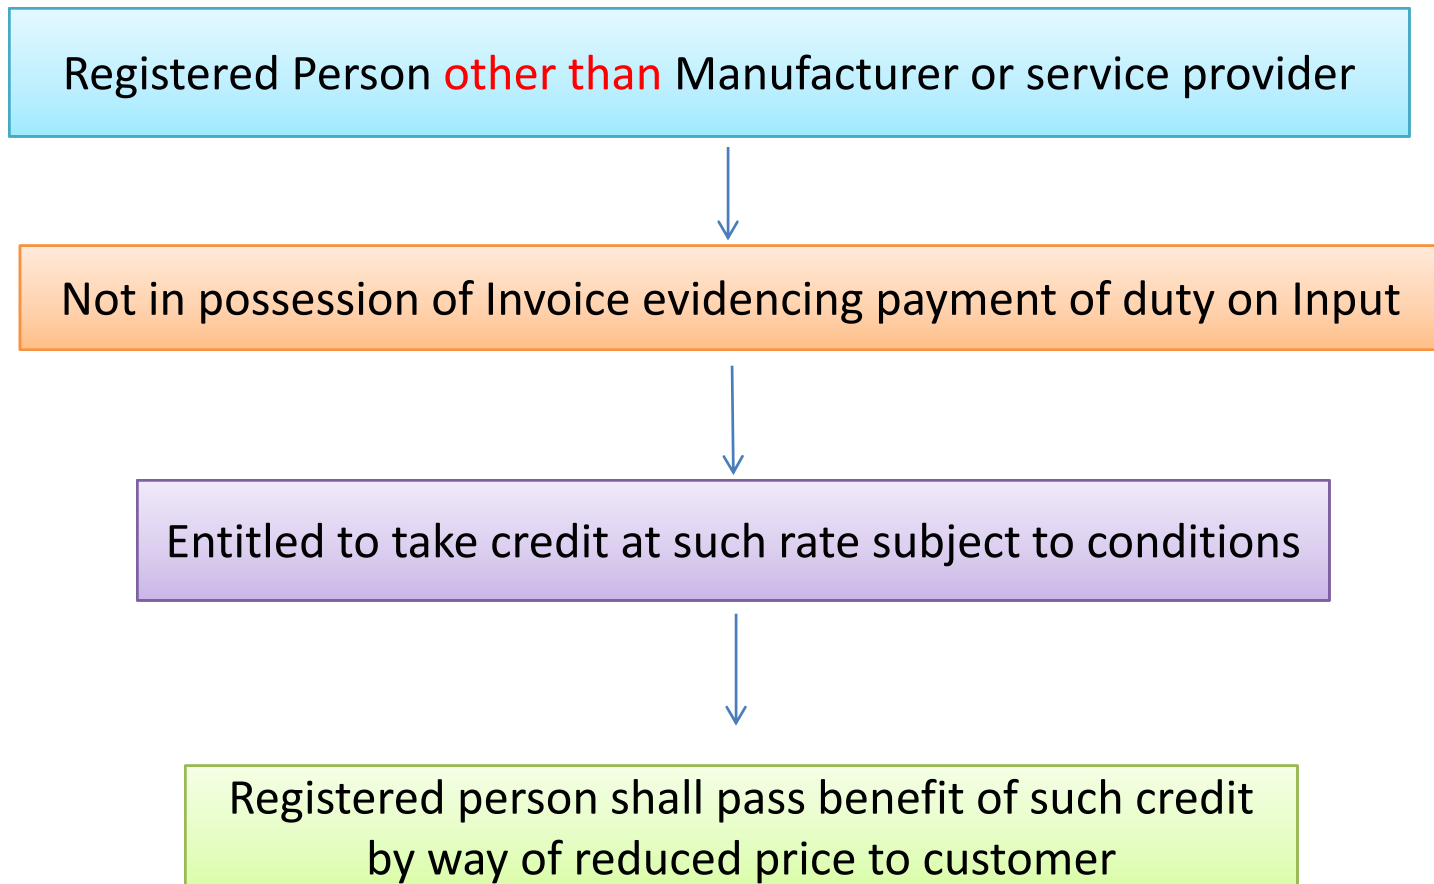 Registered Person other than Manufacturer or service provider
Not in possession of Invoice evidencing payment of duty on Input
Entitled to take credit at such rate subject to conditions
Registered person shall pass benefit of such credit
by way of reduced price to customer